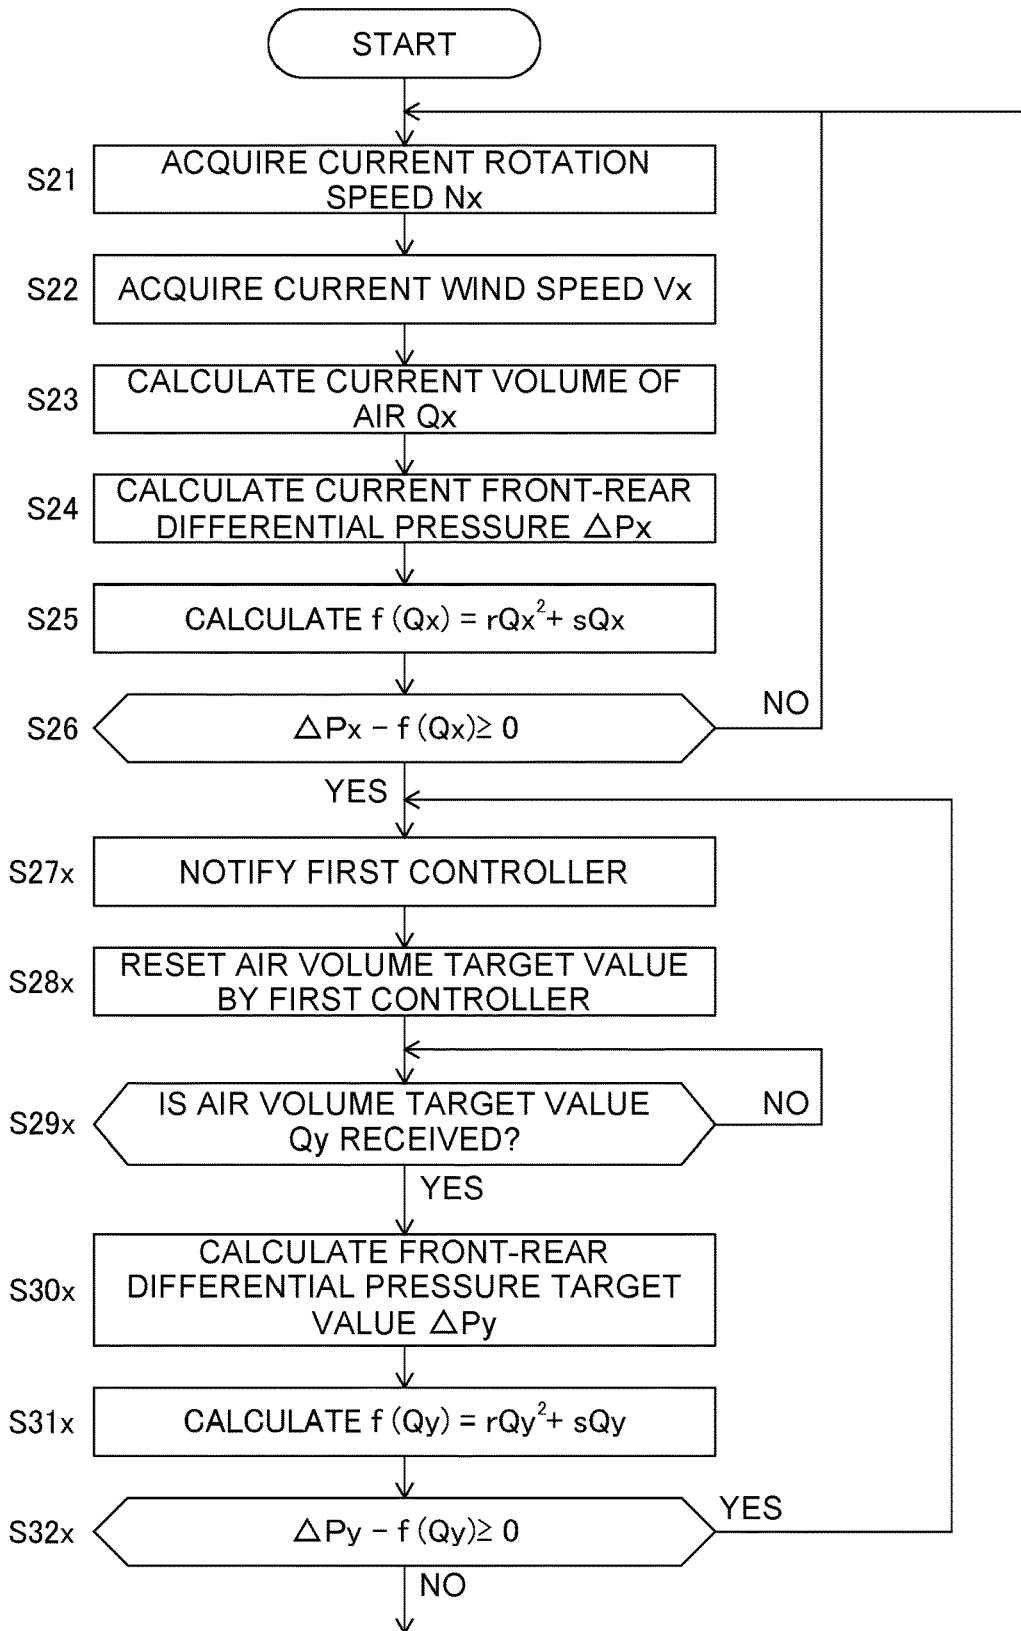 START
S21
ACQUIRE CURRENT ROTATION
SPEED Nx
S22
ACQUIRE CURRENT WIND SPEED Vx
S23
CALCULATE CURRENT VOLUME OF
AIR Qx
S24
CALCULATE CURRENT FRONT-REAR
DIFFERENTIAL PRESSURE △Px
S25
CALCULATE f (Qx) = rQx²+ sQx
S26
△Px − f (Qx)≥ 0
NO
YES
S27x
NOTIFY FIRST CONTROLLER
S28x
RESET AIR VOLUME TARGET VALUE
BY FIRST CONTROLLER
S29x
IS AIR VOLUME TARGET VALUE
Qy RECEIVED?
NO
YES
S30x
CALCULATE FRONT-REAR
DIFFERENTIAL PRESSURE TARGET
VALUE △Py
S31x
CALCULATE f (Qy) = rQy²+ sQy
S32x
△Py − f (Qy)≥ 0
YES
NO